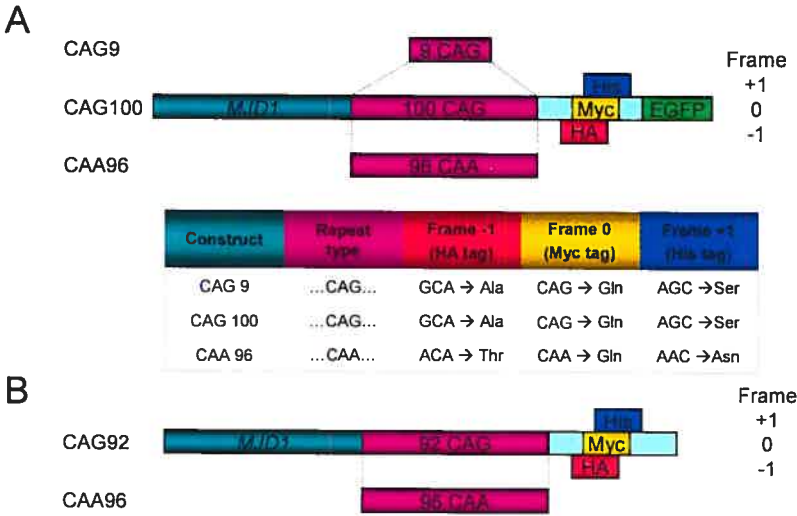 A
CAG9
9 CAG
Frame
His
+1
CAG100
MJD1
100 CAG
Myc
EGFP
0
HA
-1
CAA96
96 CAA
Construct
Repeat type
Frame -1 (HA tag)
Frame 0 (Myc tag)
Frame +1 (His tag)
CAG 9 ...CAG... GCA → Ala CAG → Gln AGC →Ser
CAG 100 ...CAG... GCA → Ala CAG → Gln AGC →Ser
CAA 96 ...CAA... ACA → Thr CAA → Gln AAC →Asn
B
Frame
His
+1
CAG92
MJD1
92 CAG
Myc
0
HA
-1
CAA96
96 CAA